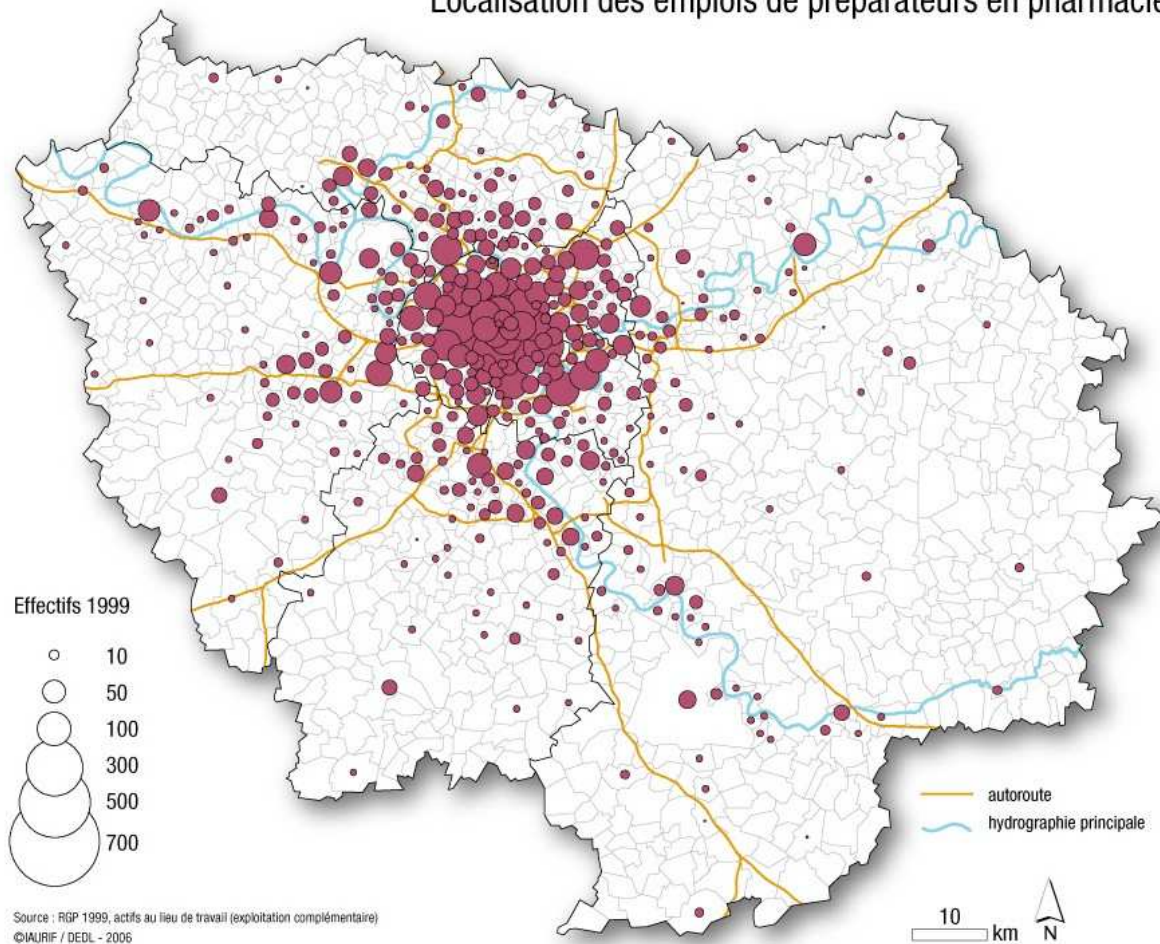 Localisation des emplois de préparateurs en pharmacie
Effectifs 1999
10
50
100
300
500
700
autoroute
hydrographie principale
10
km
N
Source : RGP 1999, actifs au lieu de travail (exploitation complémentaire)
©IAURIF / DEDL - 2006